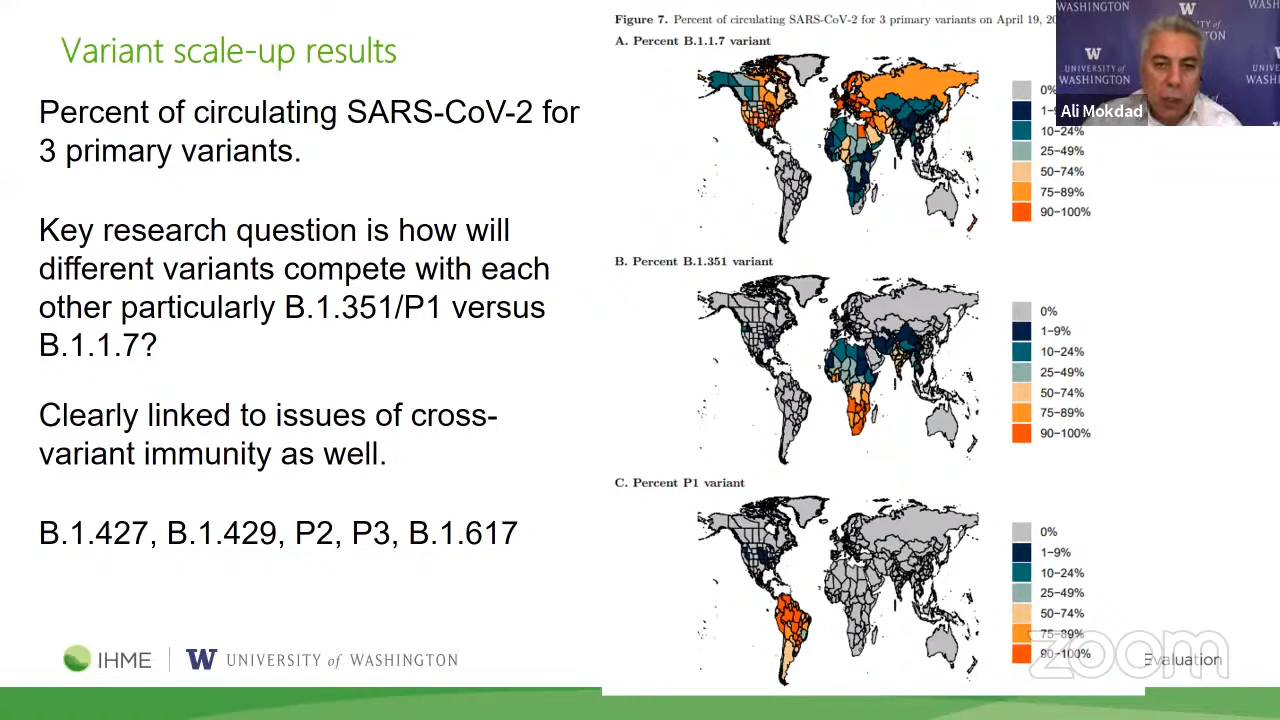 Variant scale-up results
Percent of circulating SARS-CoV-2 for
3 primary variants.
Key research question is how will
different variants compete with each
other particularly B.1.351/P1 versus
B.1.1.7?
Clearly linked to issues of cross-
variant immunity as well.
B.1.427, B.1.429, P2, P3, B.1.617
IHME
W UNIVERSITY of WASHINGTON
Figure 7. Percent of circulating SARS-CoV-2 for 3 primary variants on April 19,
A. Percent B.1.1.7 variant
0%
10-24%
25-49%
50-74%
75-89%
90-100%
B. Percent B.1.351 variant
0%
1-9%
10-24%
25-49%
50-74%
75-89%
90-100%
C. Percent P1 variant
0%
1-9%
10-24%
25-49%
50-74%
75-89%
90-100%
zoom
Evaluation
WASHINGTON
W
UNIVERSITY of
WASHINGTON
Ali Mokdad